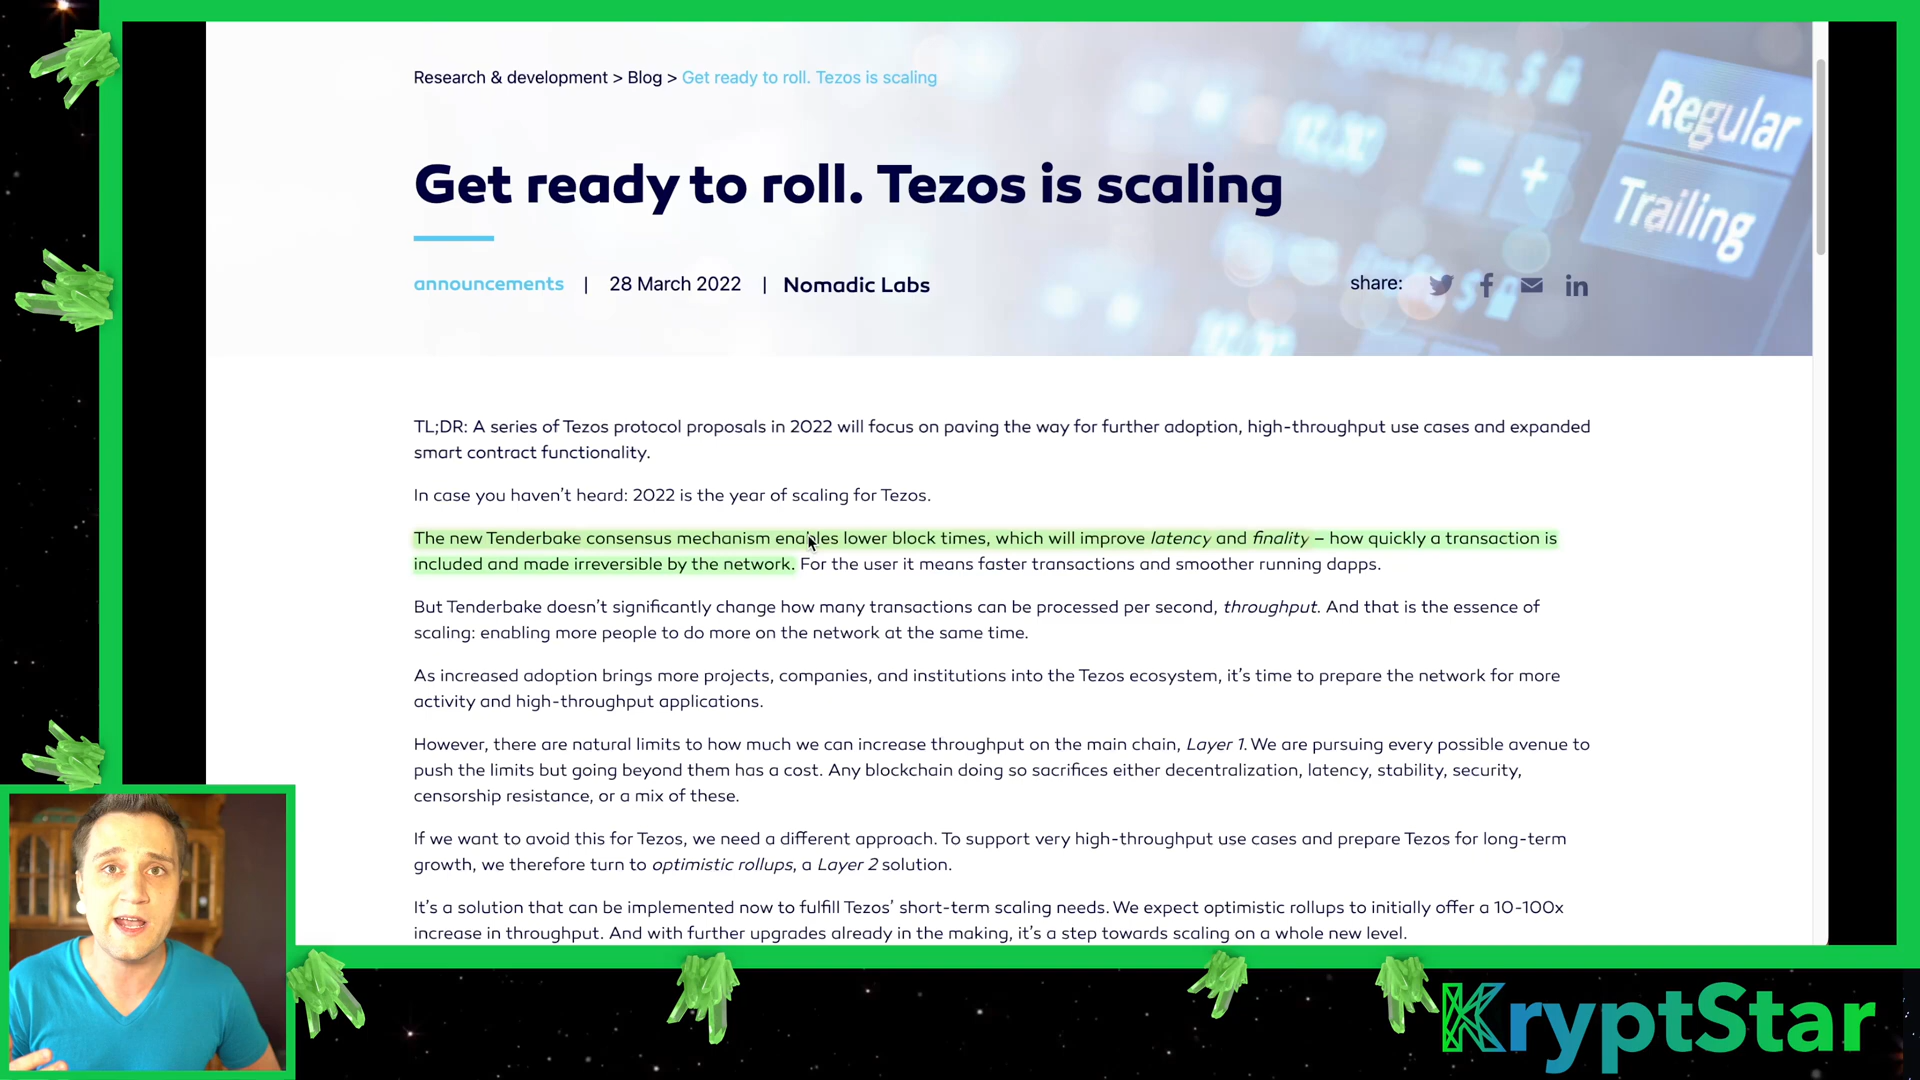 Research & development > Blog > Get ready to roll. Tezos is scaling
Regular
Trailing
Get ready to roll. Tezos is scaling
announcements | 28 March 2022 | Nomadic Labs
share:
TL;DR: A series of Tezos protocol proposals in 2022 will focus on paving the way for further adoption, high-throughput use cases and expanded
smart contract functionality.
In case you haven't heard: 2022 is the year of scaling for Tezos.
The new Tenderbake consensus mechanism enables lower block times, which will improve latency and finality – how quickly a transaction is
included and made irreversible by the network. For the user it means faster transactions and smoother running dapps.
But Tenderbake doesn't significantly change how many transactions can be processed per second, throughput. And that is the essence of
scaling: enabling more people to do more on the network at the same time.
As increased adoption brings more projects, companies, and institutions into the Tezos ecosystem, it's time to prepare the network for more
activity and high-throughput applications.
However, there are natural limits to how much we can increase throughput on the main chain, Layer 1. We are pursuing every possible avenue to
push the limits but going beyond them has a cost. Any blockchain doing so sacrifices either decentralization, latency, stability, security,
censorship resistance, or a mix of these.
If we want to avoid this for Tezos, we need a different approach. To support very high-throughput use cases and prepare Tezos for long-term
growth, we therefore turn to optimistic rollups, a Layer 2 solution.
It's a solution that can be implemented now to fulfill Tezos' short-term scaling needs. We expect optimistic rollups to initially offer a 10-100x
increase in throughput. And with further upgrades already in the making, it's a step towards scaling on a whole new level.
KryptStar